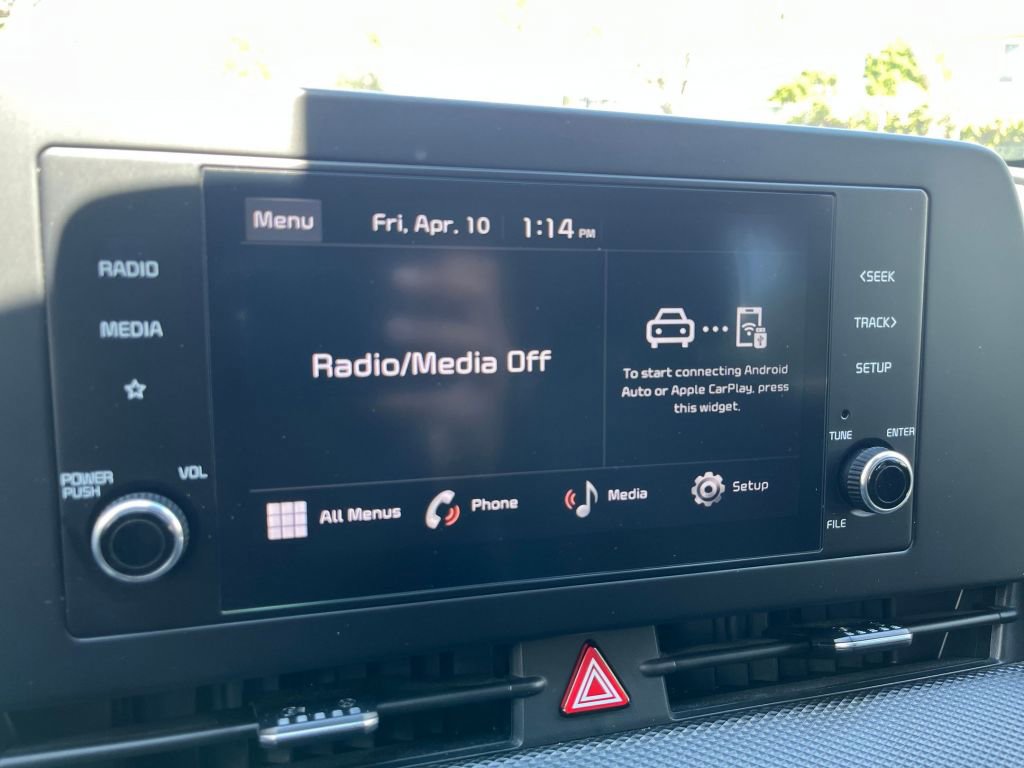 Menu
Fri, Apr. 10
1:14 PM
RADIO
MEDIA
POWER
PUSH
VOL
Radio/Media Off
To start connecting Android
Auto or Apple CarPlay, press
this widget.
All Menus
Phone
Media
Setup
<SEEK
TRACK>
SETUP
TUNE
ENTER
FILE